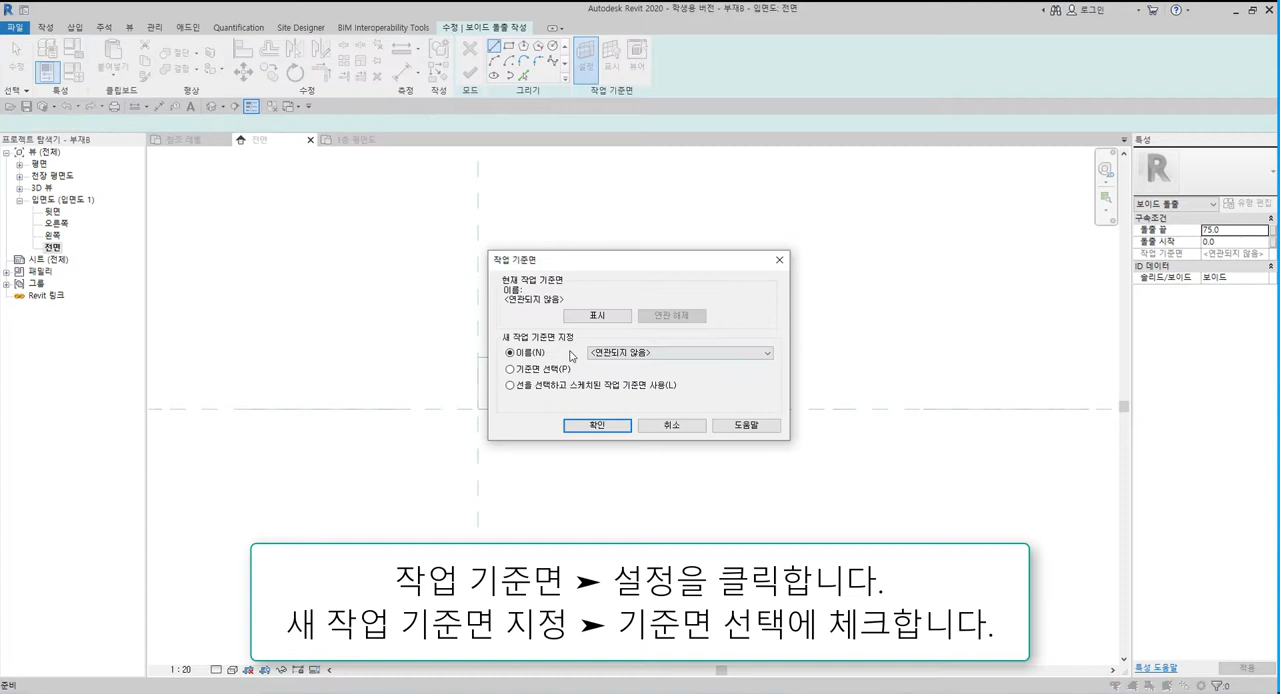 Autodesk Revit 2020 - 학생용 버전 - 부재B - 입면도: 전면
로그인
파일 작성 삽입 주석 뷰 관리 애드인 Quantification Site Designer BIM Interoperability Tools 수정 | 보이드 돌출 작성
수정 붙여넣기 절단 결합 설정 표시 뷰어
선택 특성 클립보드 형상 수정 측정 작성 모드 그리기 작업 기준면
프로젝트 탐색기 - 부재B
참조 레벨 전면 1층 평면도
특성
뷰 (전체)
평면
천장 평면도
3D 뷰
입면도 (입면도 1)
뒷면
오른쪽
왼쪽
전면
시트 (전체)
패밀리
그룹
Revit 링크
보이드 돌출 유형 편집
구속조건
돌출 끝 75.0
돌출 시작 0.0
작업 기준면 <연관되지 않음>
ID 데이터
솔리드/보이드 보이드
작업 기준면
현재 작업 기준면
이름:
<연관되지 않음>
표시 연관 해제
새 작업 기준면 지정
이름(N) <연관되지 않음>
기준면 선택(P)
선을 선택하고 스케치된 작업 기준면 사용(L)
확인 취소 도움말
작업 기준면 ➤ 설정을 클릭합니다.
새 작업 기준면 지정 ➤ 기준면 선택에 체크합니다.
1 : 20
특성 도움말 적용
준비
:0